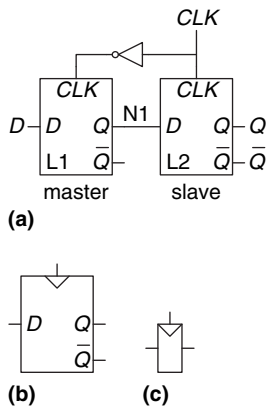 CLK
CLK CLK
D D Q N1 D Q Q
L1 Q̅ L2 Q̅ Q̅
master slave
(a)
D Q
Q̅
(b) (c)